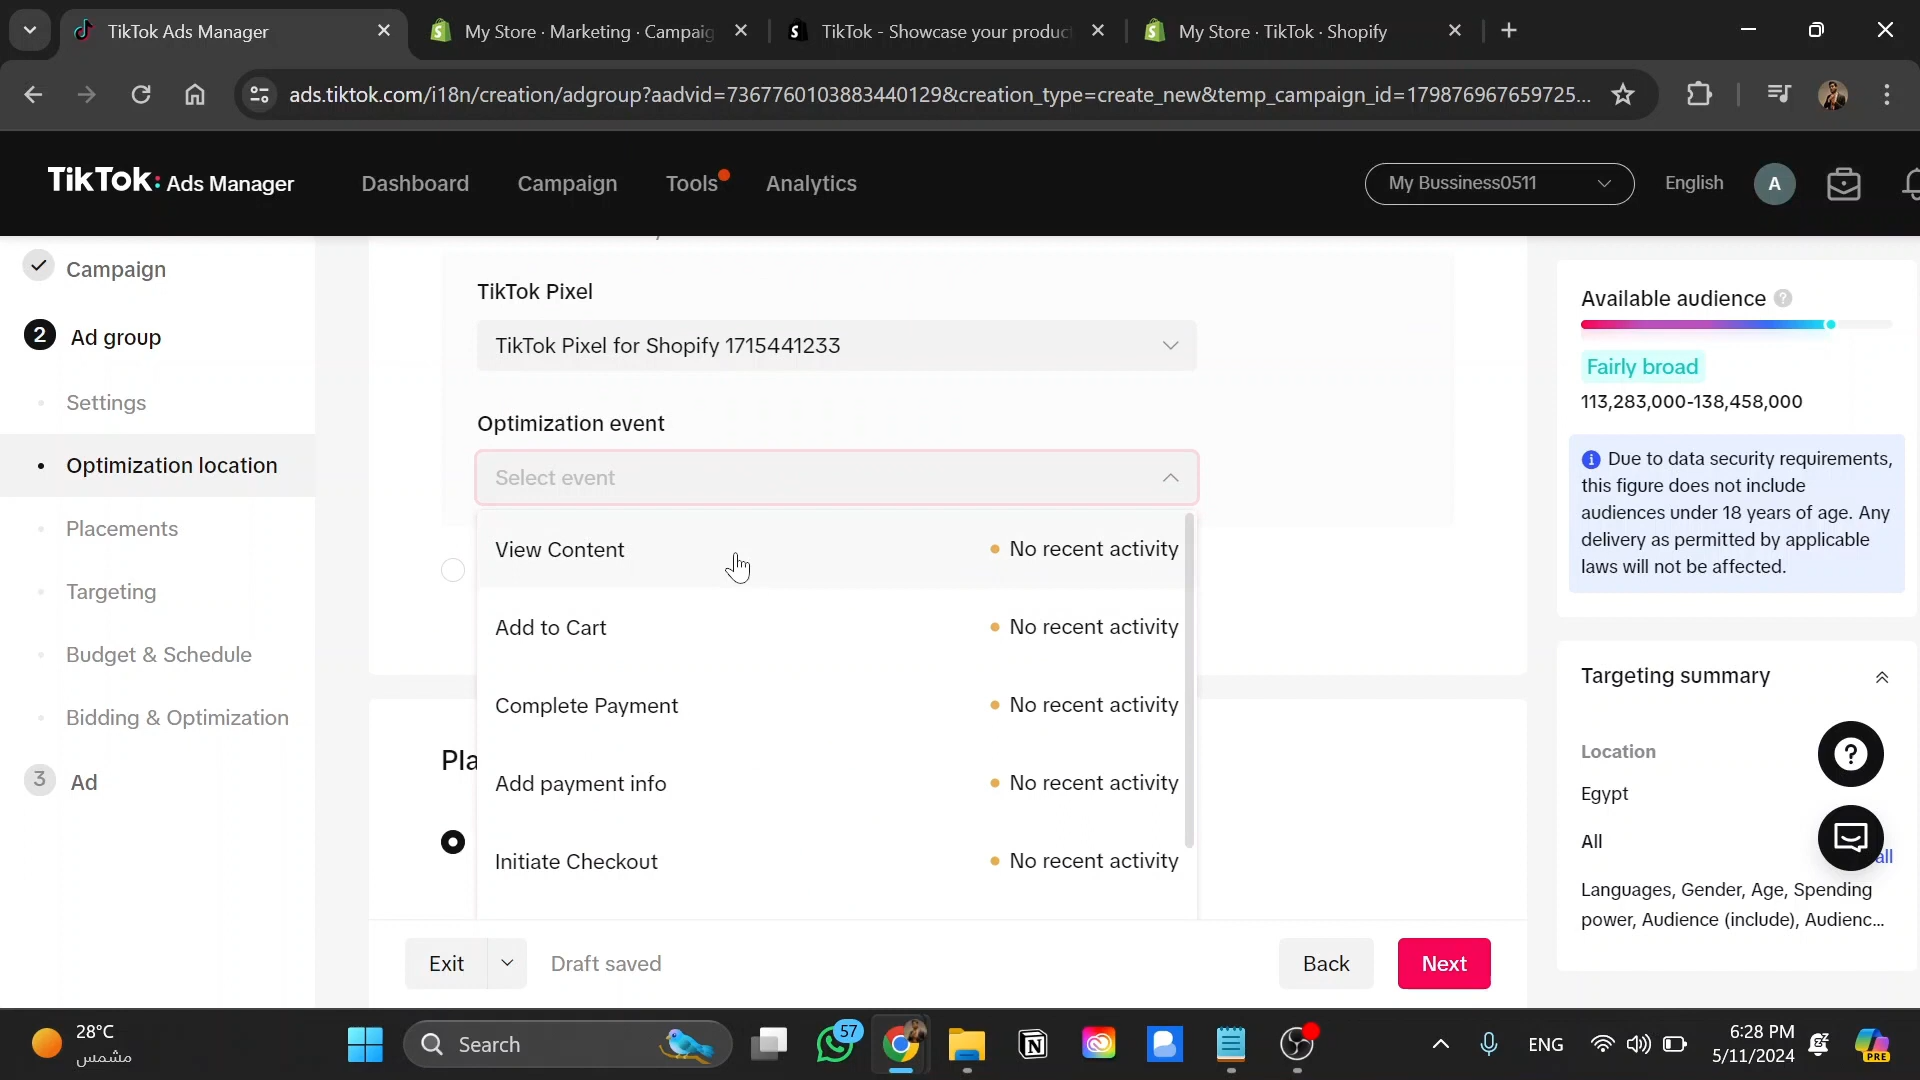 TikTok Ads Manager
My Store · Marketing · Campaig
TikTok - Showcase your produc
My Store · TikTok · Shopify
ads.tiktok.com/i18n/creation/adgroup?aadvid=7367760103883440129&creation_type=create_new&temp_campaign_id=179876967659725...
TikTok: Ads Manager
Dashboard
Campaign
Tools
Analytics
My Bussiness0511
English
A
Campaign
2 Ad group
Settings
Optimization location
Placements
Targeting
Budget & Schedule
Bidding & Optimization
3 Ad
TikTok Pixel
TikTok Pixel for Shopify 1715441233
Optimization event
Select event
View Content No recent activity
Add to Cart No recent activity
Complete Payment No recent activity
Add payment info No recent activity
Initiate Checkout No recent activity
Pla
Exit
Draft saved
Back
Next
Available audience ?
Fairly broad
113,283,000-138,458,000
Due to data security requirements,
this figure does not include
audiences under 18 years of age. Any
delivery as permitted by applicable
laws will not be affected.
Targeting summary
Location
Egypt
All
all
Languages, Gender, Age, Spending
power, Audience (include), Audienc...
28°C
مشمس
Search
57
ENG
6:28 PM
5/11/2024
PRE